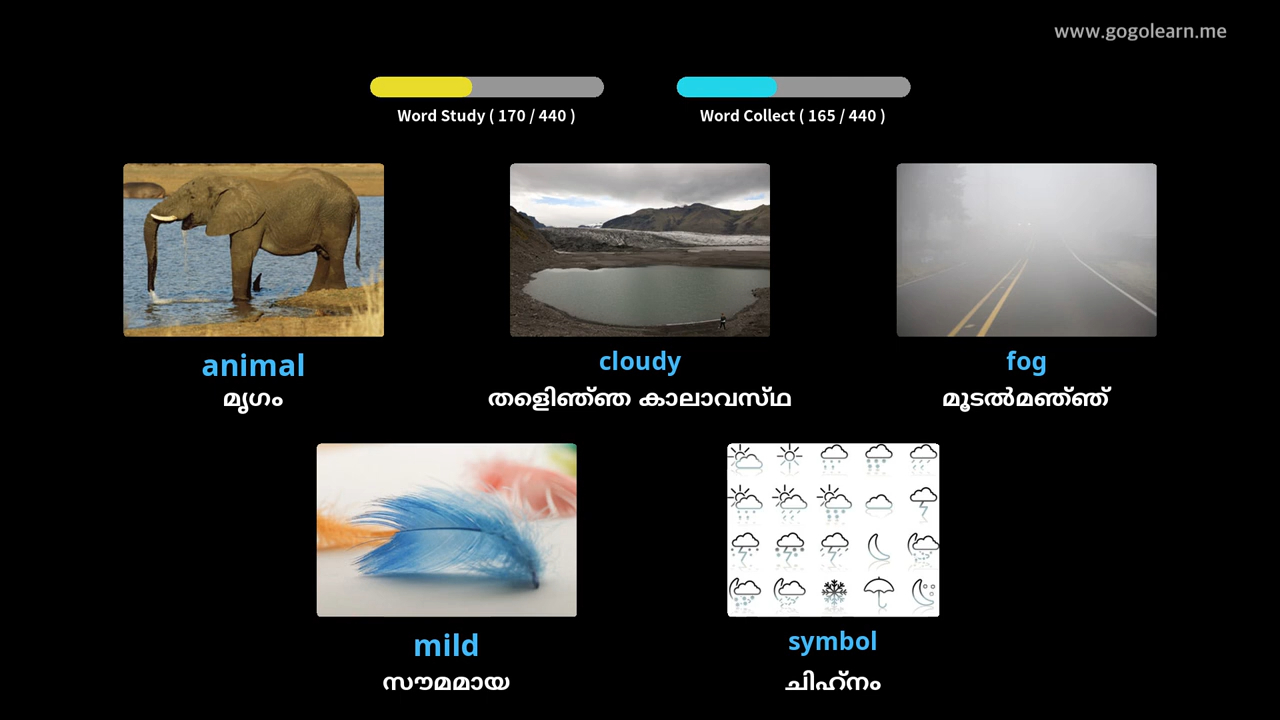 www.gogolearn.me
Word Study ( 170 / 440 )
Word Collect ( 165 / 440 )
animal
മൃഗം
cloudy
തെളിഞ്ഞ കാലാവസ്ഥ
fog
മൂടൽമഞ്ഞ്
mild
സൗമമായ
symbol
ചിഹ്നം